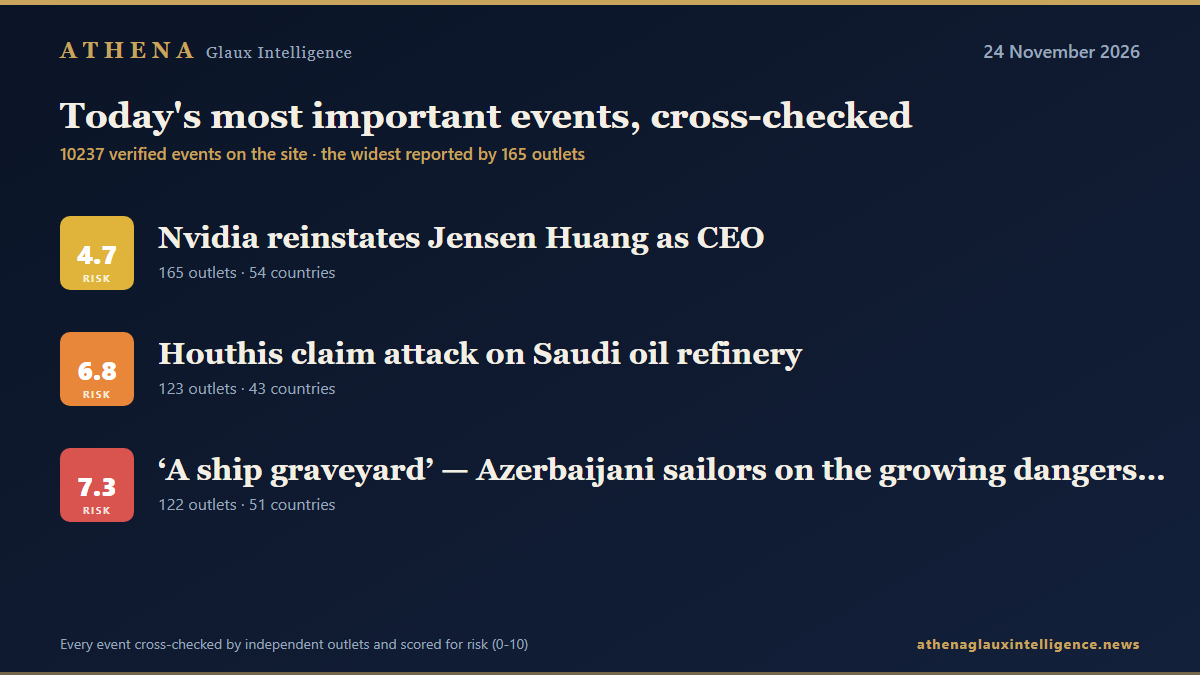 ATHENA Glaux Intelligence
24 November 2026
Today's most important events, cross-checked
10237 verified events on the site · the widest reported by 165 outlets
4.7
RISK
Nvidia reinstates Jensen Huang as CEO
165 outlets · 54 countries
6.8
RISK
Houthis claim attack on Saudi oil refinery
123 outlets · 43 countries
7.3
RISK
‘A ship graveyard’ — Azerbaijani sailors on the growing dangers…
122 outlets · 51 countries
Every event cross-checked by independent outlets and scored for risk (0-10)
athenaglauxintelligence.news